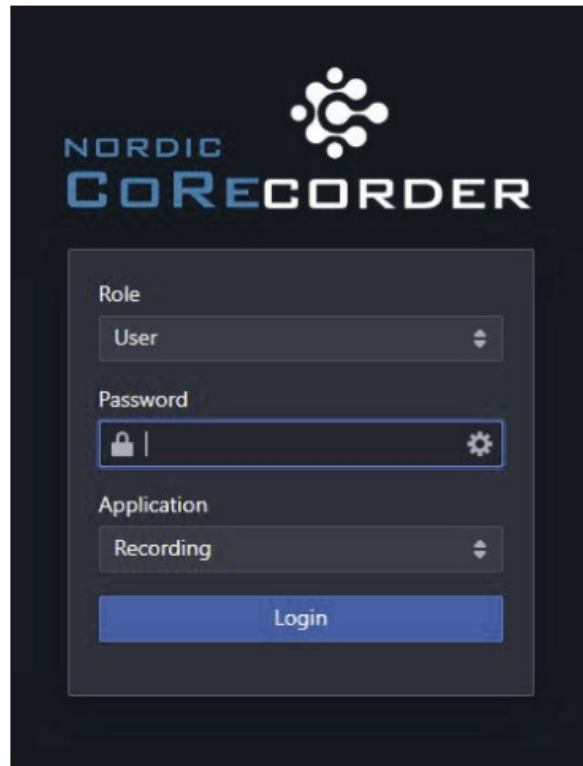 NORDIC
CoRecorder
Role
User
Password
Application
Recording
Login